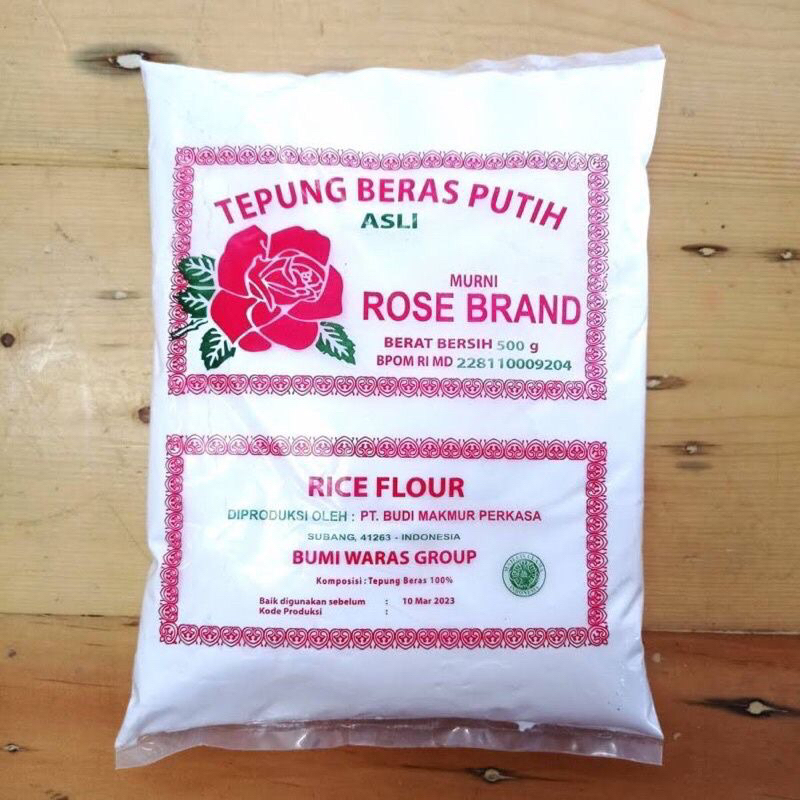 TEPUNG BERAS PUTIH
ASLI
MURNI
ROSE BRAND
BERAT BERSIH 500 g
BPOM RI MD 228110009204
RICE FLOUR
DIPRODUKSI OLEH : PT. BUDI MAKMUR PERKASA
SUBANG, 41263 - INDONESIA
BUMI WARAS GROUP
Komposisi : Tepung Beras 100%
Baik digunakan sebelum : 10 Mar 2023
Kode Produksi :